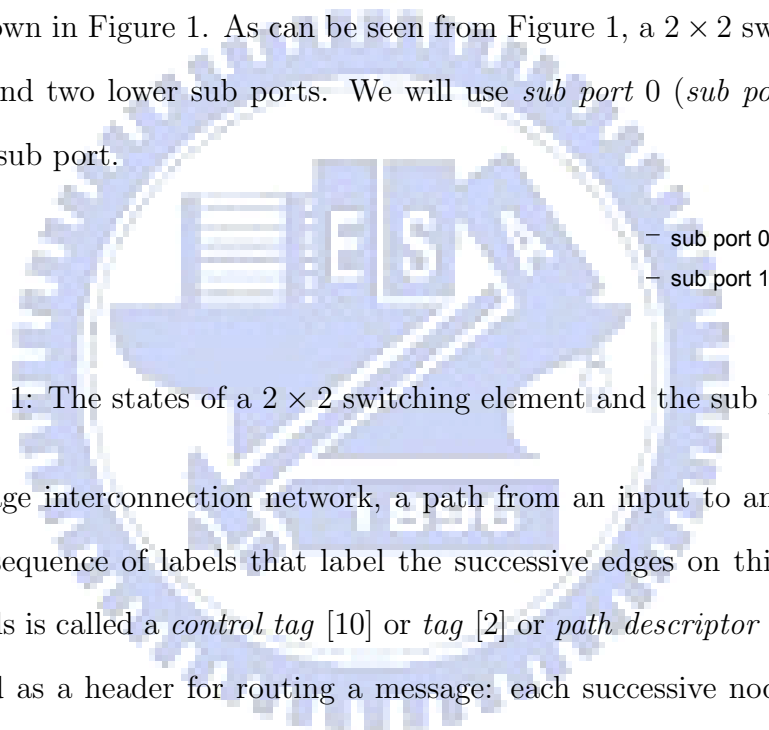 own in Figure 1. As can be seen from Figure 1, a 2 × 2 sw
nd two lower sub ports. We will use sub port 0 (sub po
sub port.
E S A
sub port 0
sub port 1
1: The states of a 2 × 2 switching element and the sub
ge interconnection network, a path from an input to an
sequence of labels that label the successive edges on thi
ls is called a control tag [10] or tag [2] or path descriptor
l as a header for routing a message: each successive no